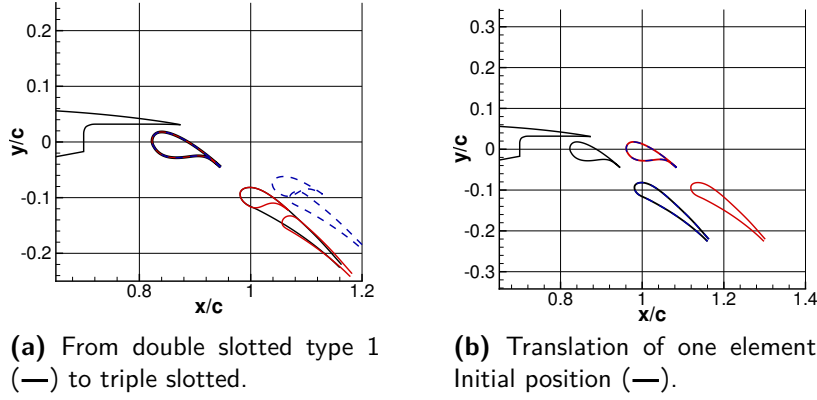 0.2
0.1
0
-0.1
-0.2
y/c
0.8
1
1.2
x/c
(a) From double slotted type 1
(—) to triple slotted.
0.3
0.2
0.1
0
-0.1
-0.2
-0.3
y/c
0.8
1
1.2
1.4
x/c
(b) Translation of one element
Initial position (—).